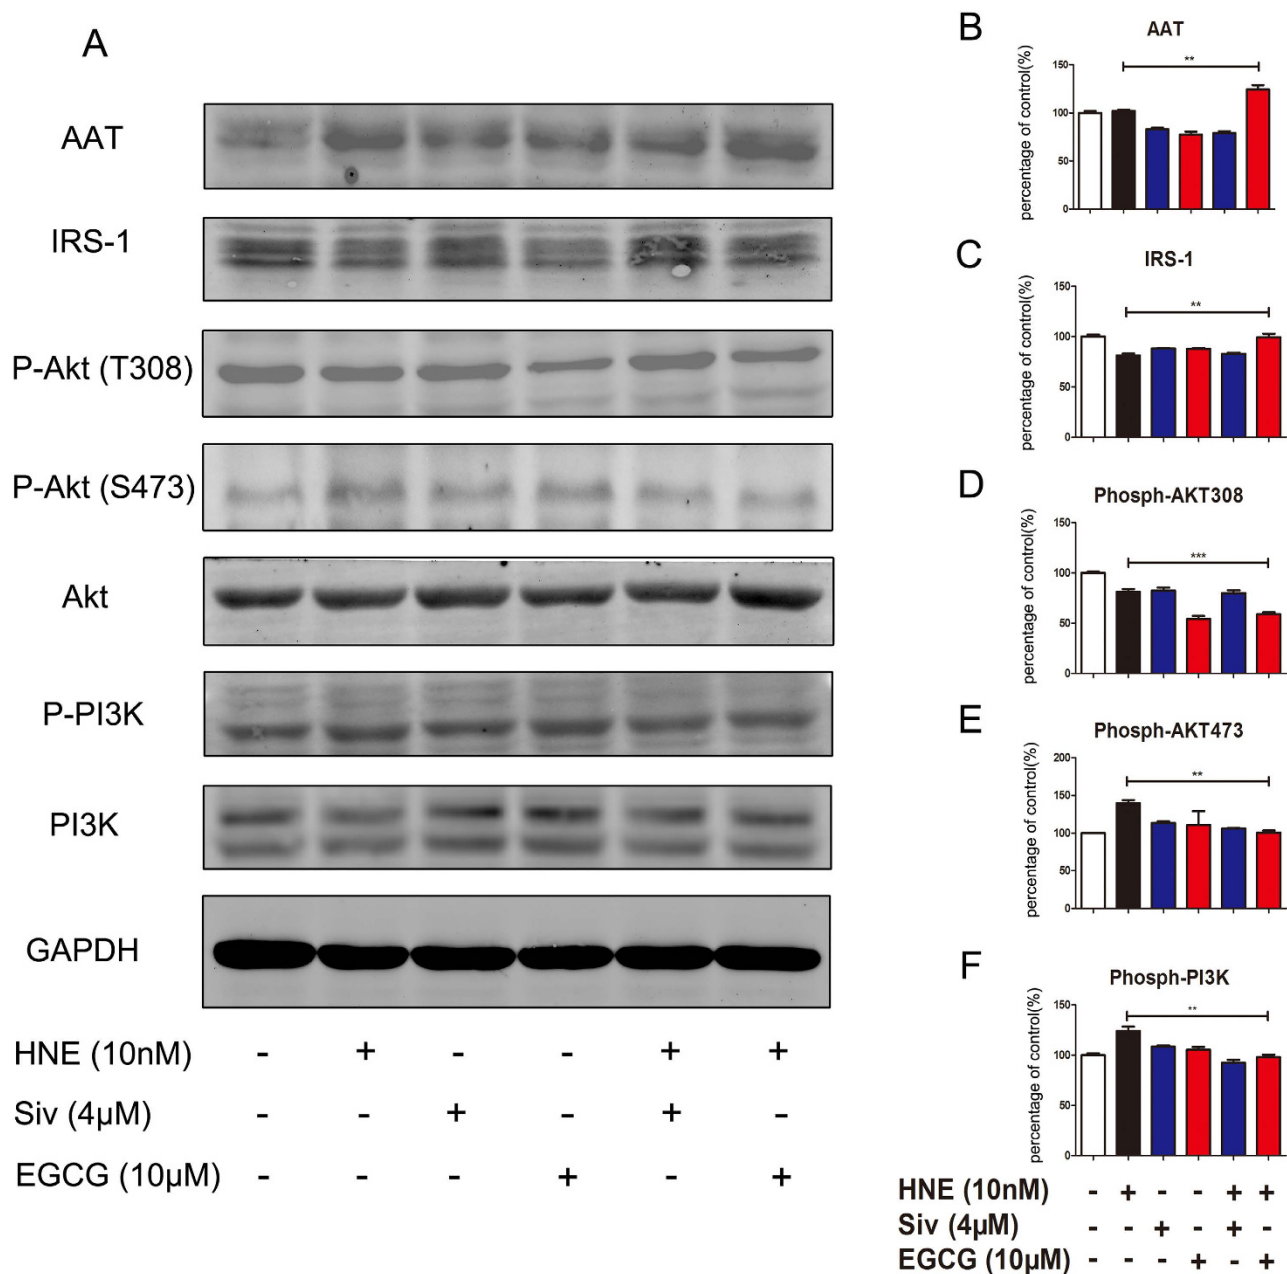 A
AAT
IRS-1
P-Akt (T308)
P-Akt (S473)
Akt
P-PI3K
PI3K
GAPDH
HNE (10nM) - + - - + +
Siv (4μM) - - + - + -
EGCG (10μM) - - - + - +
B
AAT
percentage of control(%)
150
100
50
0
**
C
IRS-1
percentage of control(%)
150
100
50
0
**
D
Phosph-AKT308
percentage of control(%)
150
100
50
0
***
E
Phosph-AKT473
percentage of control(%)
200
150
100
50
0
**
F
Phosph-PI3K
percentage of control(%)
150
100
50
0
**
HNE (10nM) - + - - + +
Siv (4μM) - - + - + -
EGCG (10μM) - - - + - +